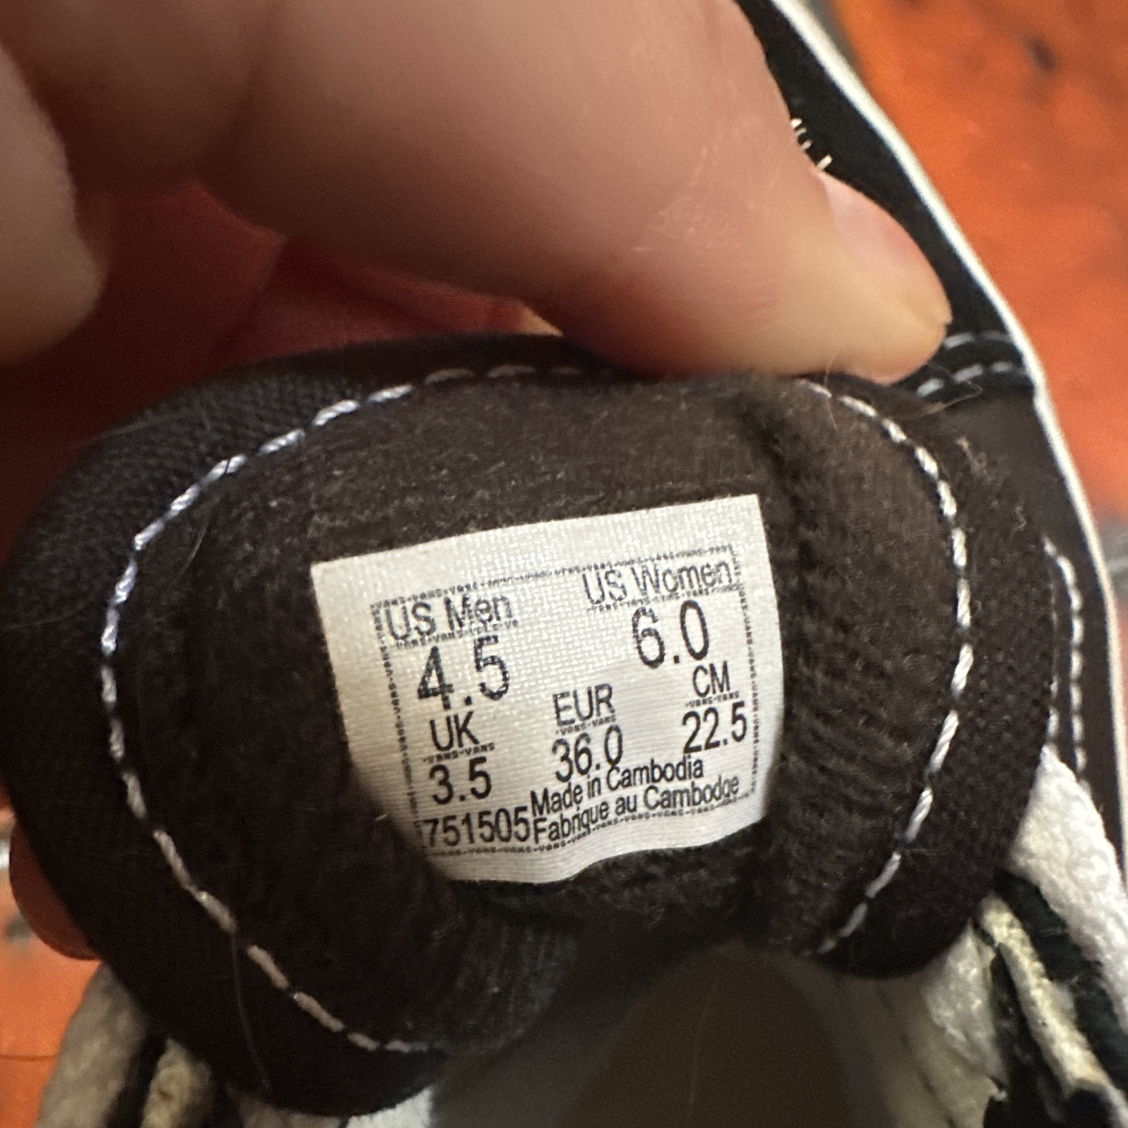 US Men US Women
4.5 6.0
UK EUR CM
3.5 36.0 22.5
Made in Cambodia
751505 Fabrique au Cambodge